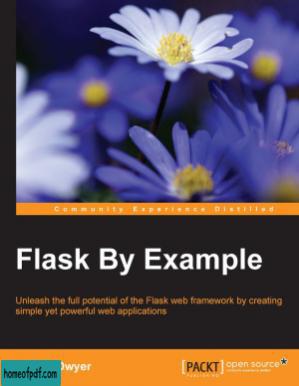 Community Experience Distilled
Flask By Example
Unleash the full potential of the Flask web framework by creating
simple yet powerful web applications
Dwyer
[PACKT] open source*
PUBLISHING
homeofpdf.com